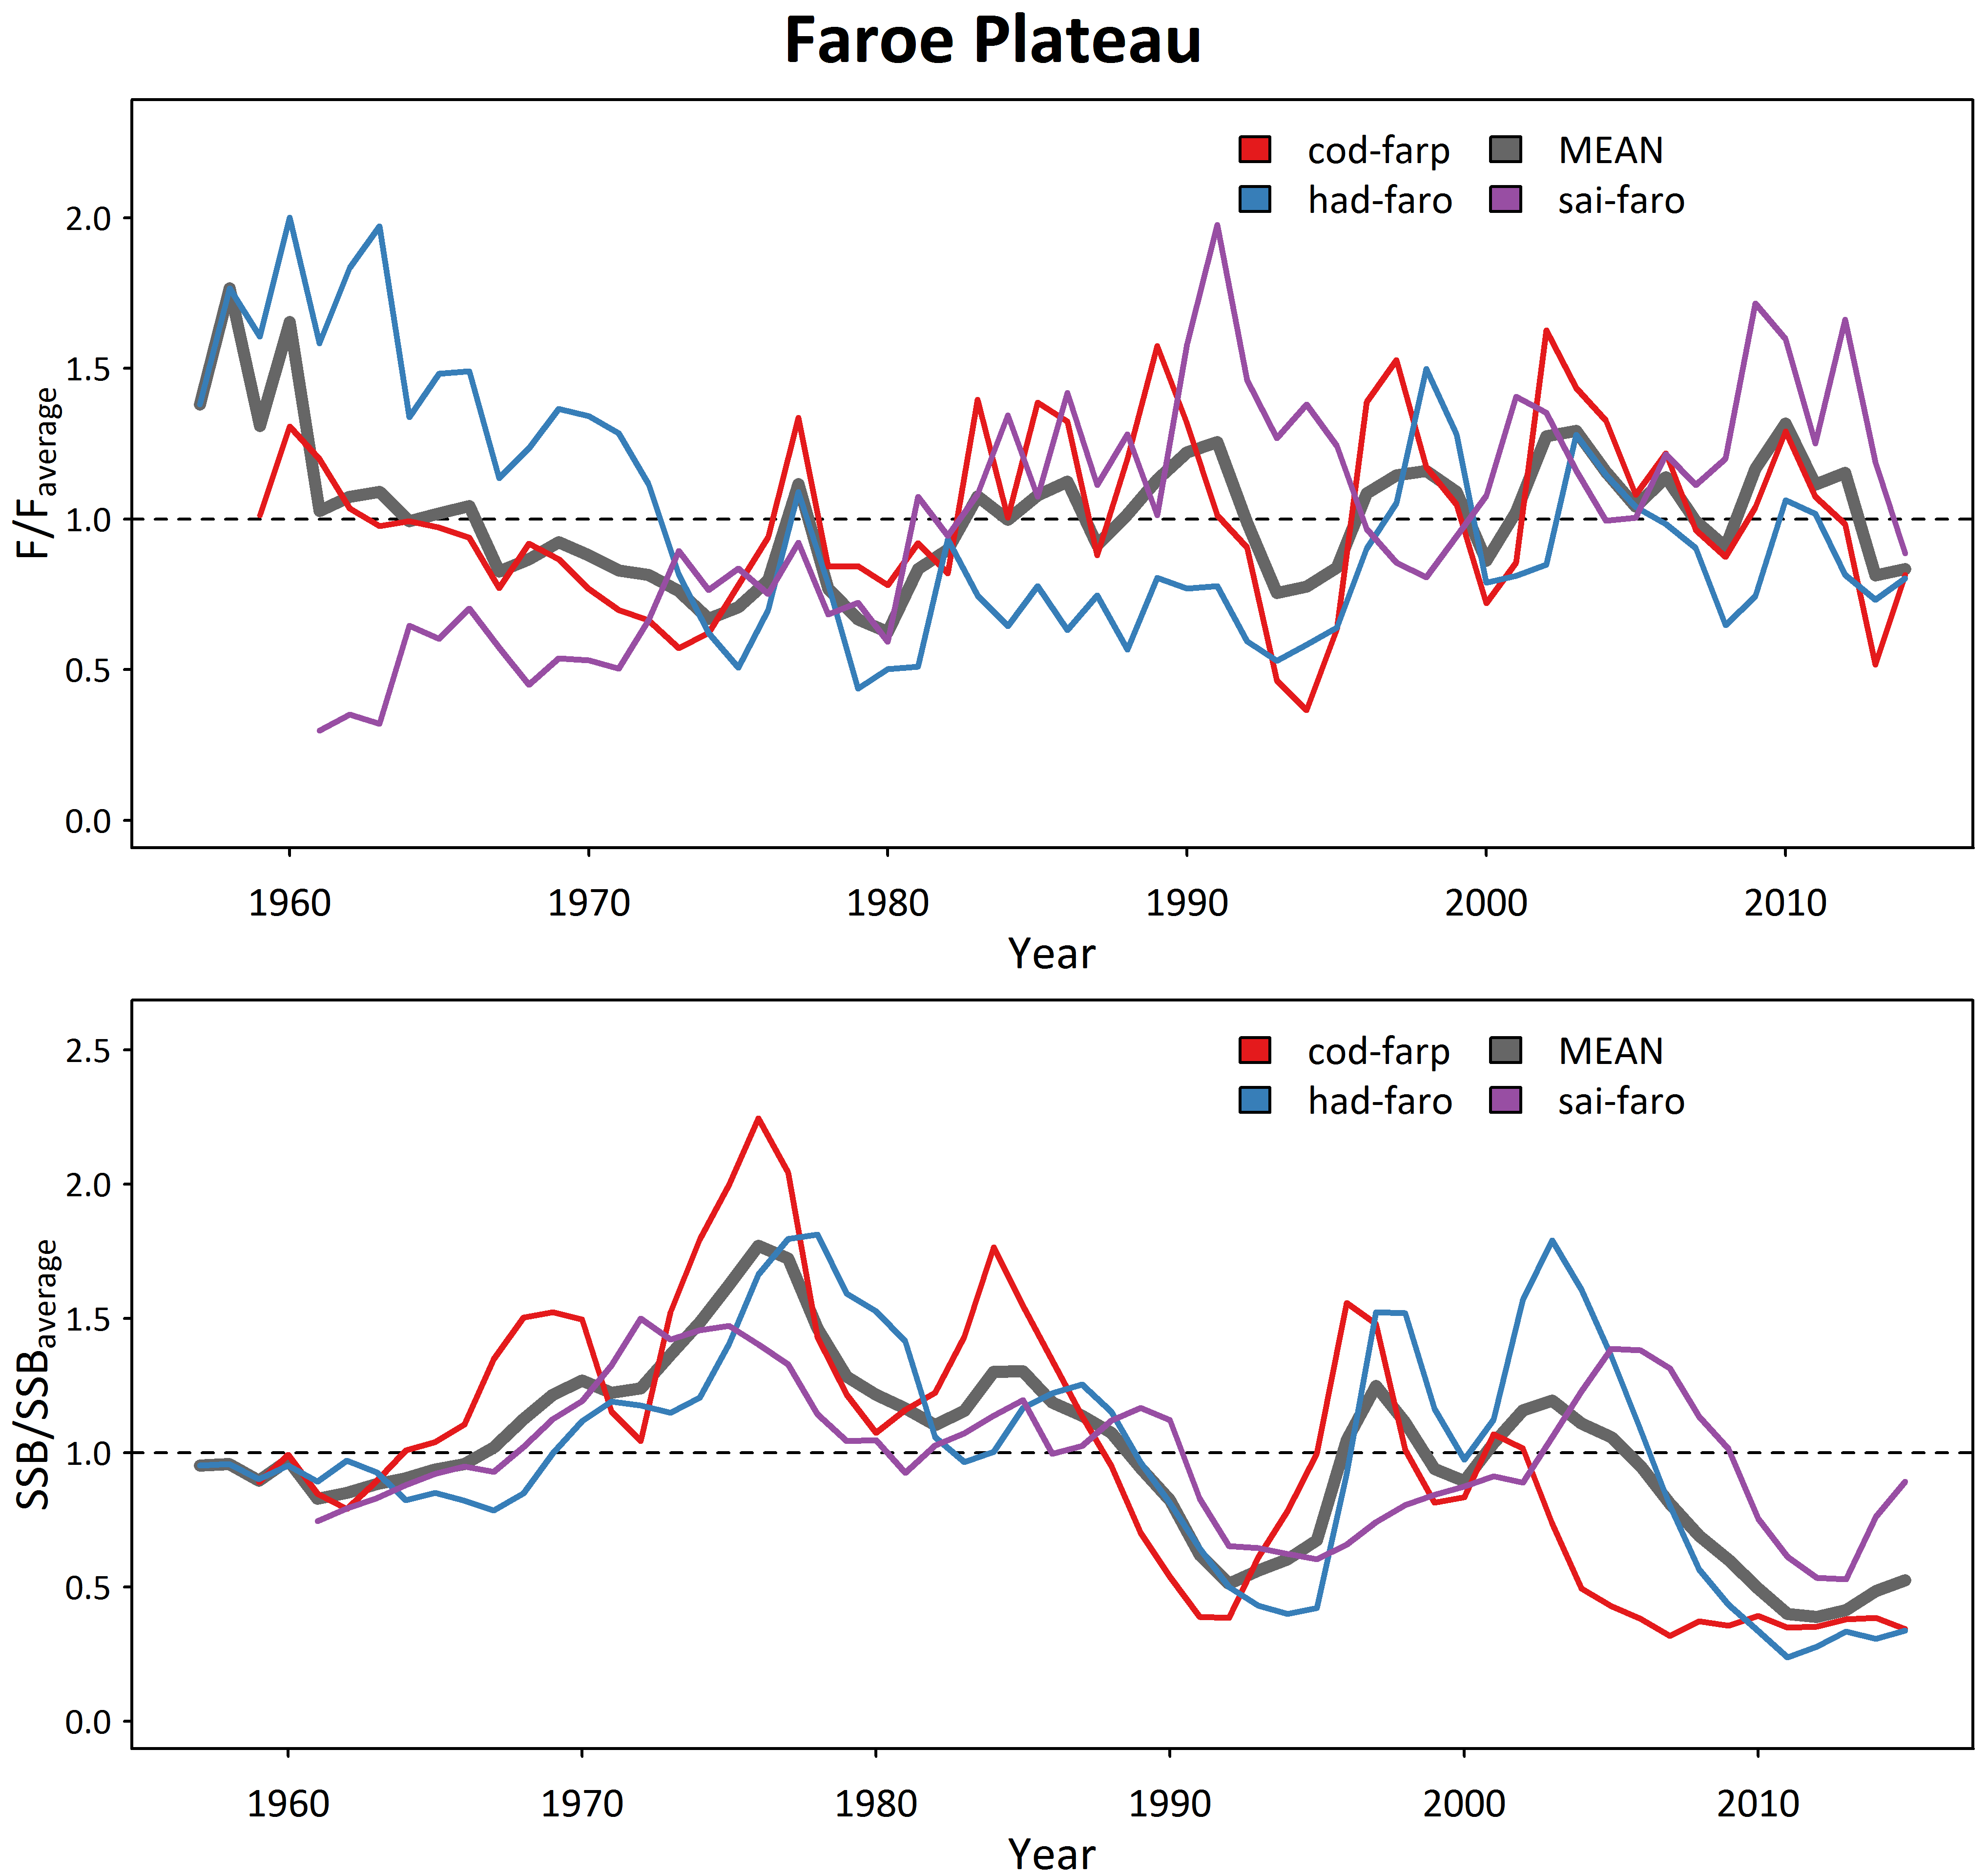 Faroe Plateau
cod-farp MEAN
had-faro sai-faro
2.0
1.5
1.0
0.5
0.0
F/Faverage
1960 1970 1980 1990 2000 2010
Year
cod-farp MEAN
had-faro sai-faro
2.5
2.0
1.5
1.0
0.5
0.0
SSB/SSBaverage
1960 1970 1980 1990 2000 2010
Year